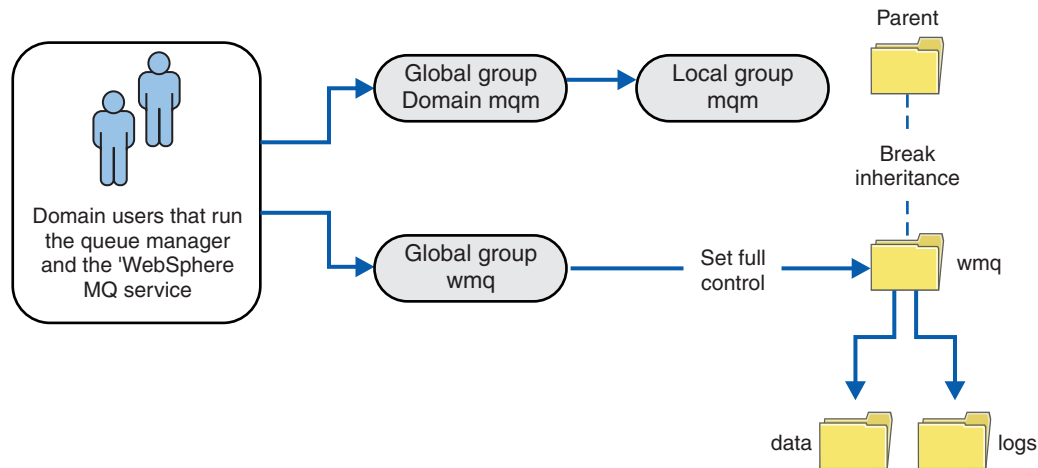 Parent
Global group
Domain mqm
Local group
mqm
Break
inheritance
Domain users that run
the queue manager
and the 'WebSphere
MQ service
Global group
wmq
Set full
control
wmq
data
logs